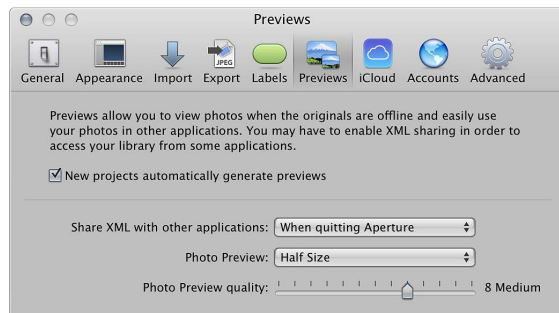 Previews
JPEG
General Appearance Import Export Labels Previews iCloud Accounts Advanced
Previews allow you to view photos when the originals are offline and easily use
your photos in other applications. You may have to enable XML sharing in order to
access your library from some applications.
New projects automatically generate previews
Share XML with other applications: When quitting Aperture
Photo Preview: Half Size
Photo Preview quality: 8 Medium